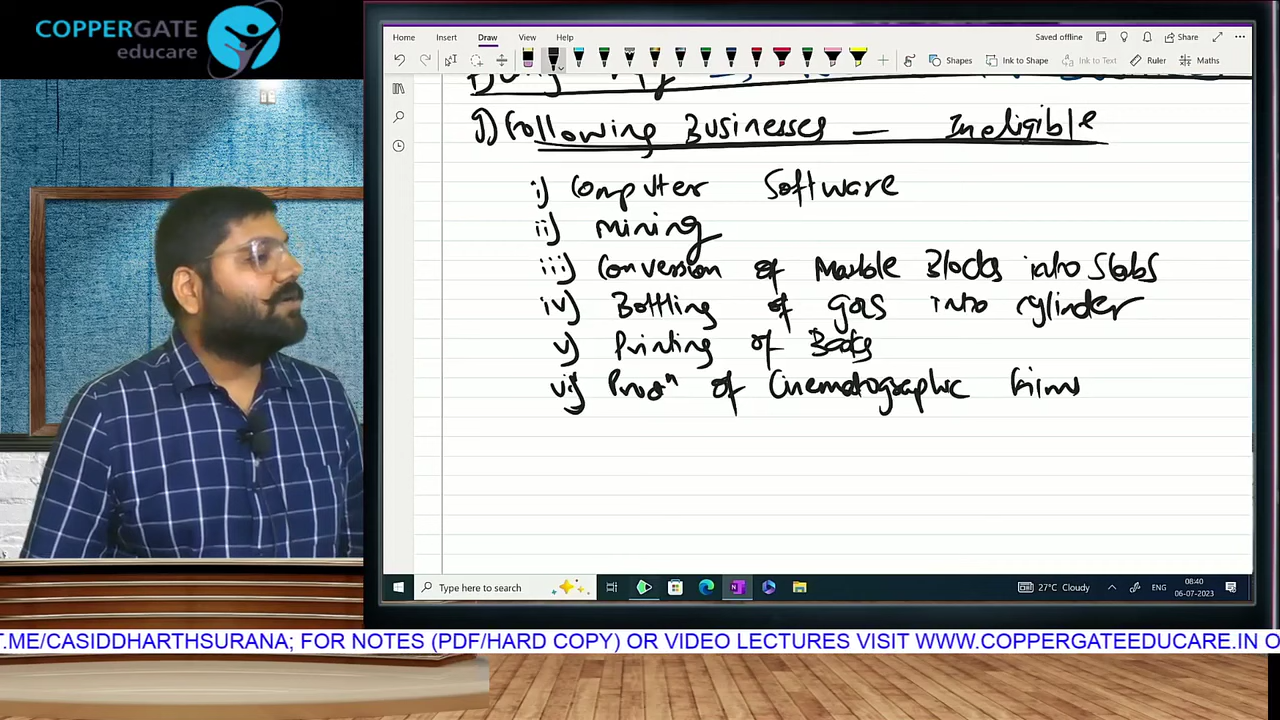 COPPERGATE
educare
Home Insert Draw View Help
Saved offline Share
Shapes Ink to Shape Ink to Text Ruler Maths
1) Following Businesses — Ineligible
i) Computer Software
ii) Mining
iii) Conversion of Marble Blocks into Slabs
iv) Bottling of gas into cylinder
v) Printing of Books
vi) Prodn of Cinematographic films
Type here to search
27°C Cloudy ENG 08:40
06-07-2023
T.ME/CASIDDHARTHSURANA; FOR NOTES (PDF/HARD COPY) OR VIDEO LECTURES VISIT WWW.COPPERGATEEDUCARE.IN O